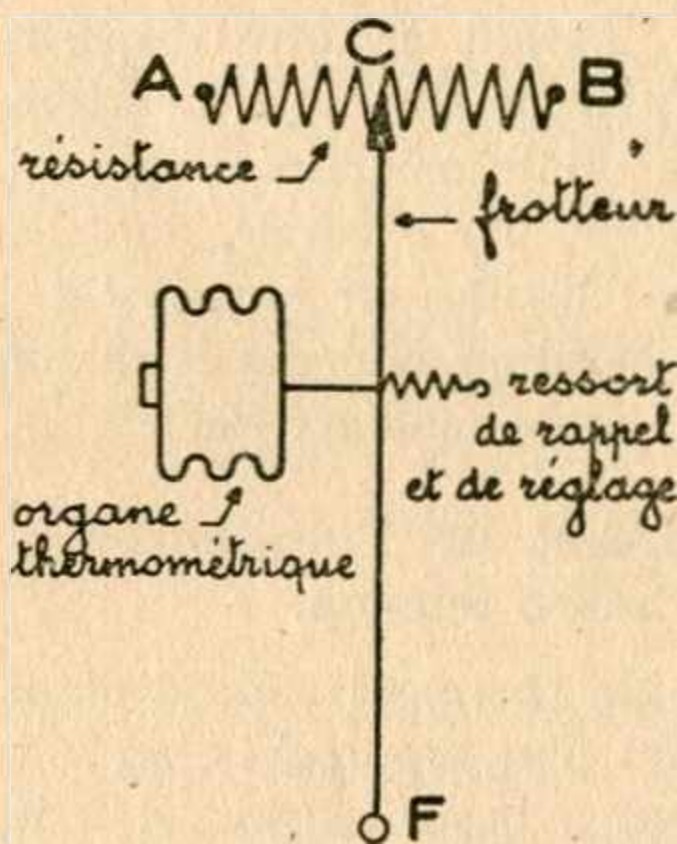 C
A B
résistance
frotteur
ressort
de rappel
et de réglage
organe
thermométrique
F